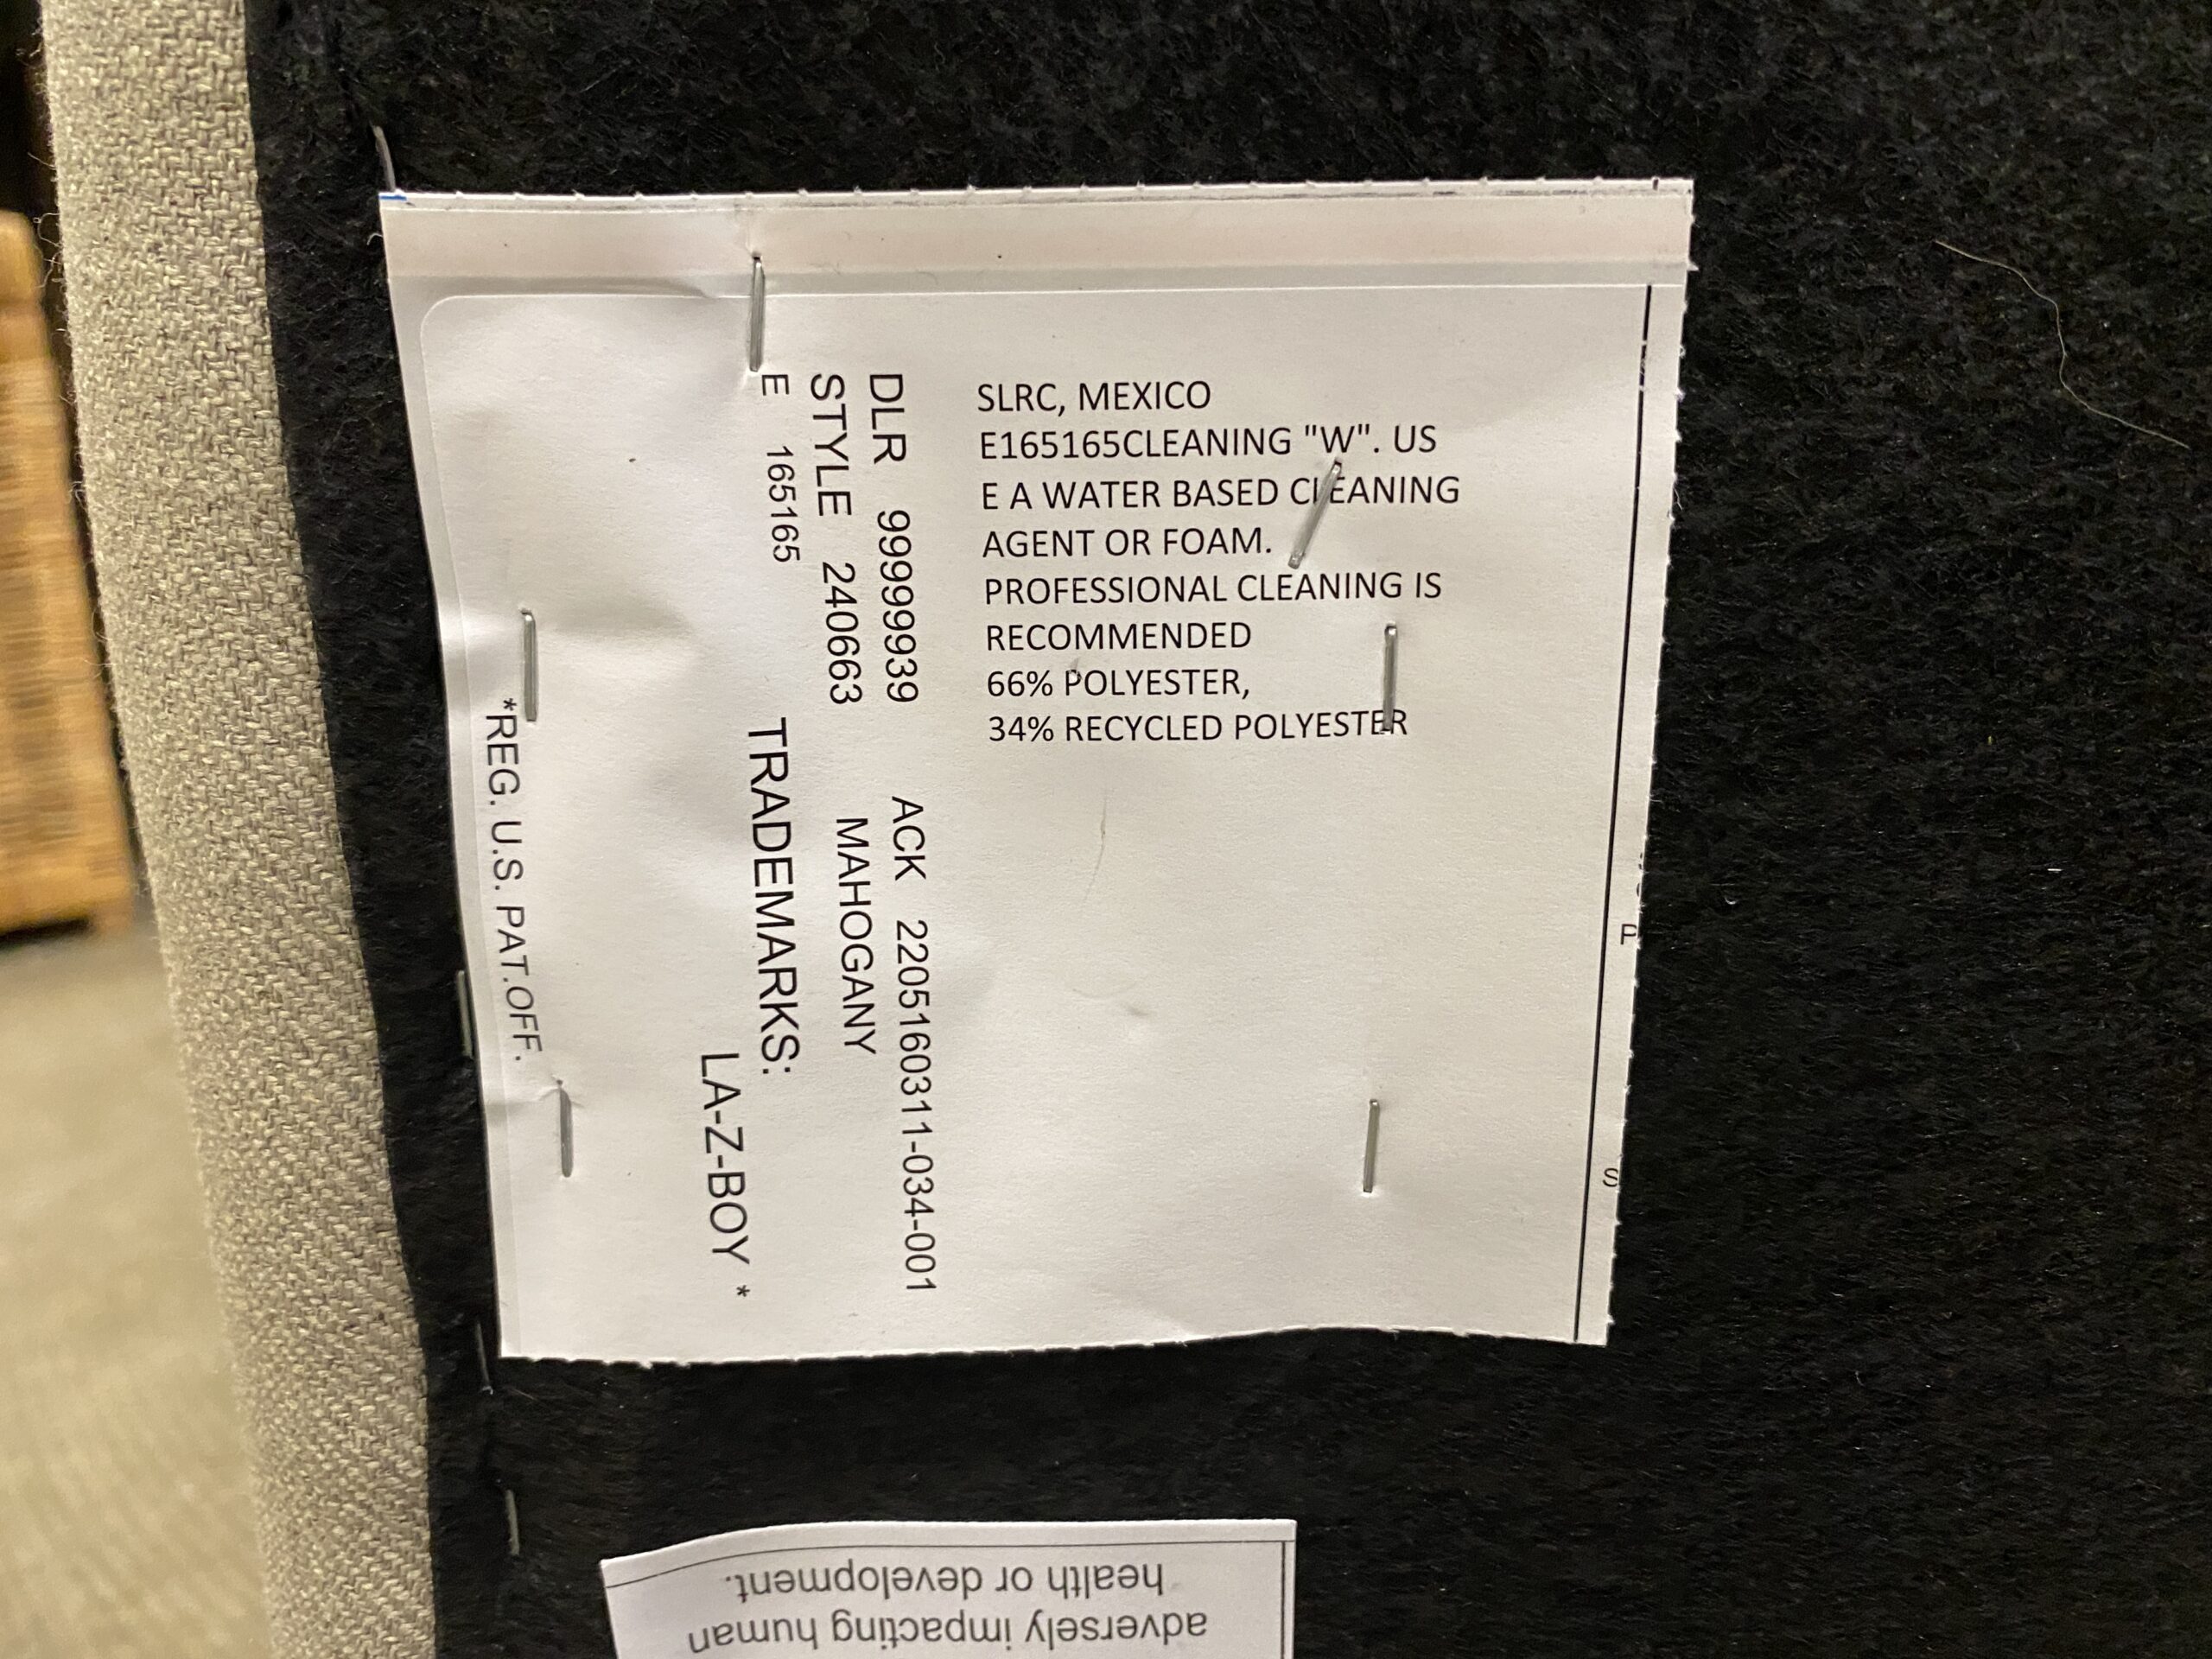 SLRC, MEXICO
E165165CLEANING "W". US
E A WATER BASED CLEANING
AGENT OR FOAM.
PROFESSIONAL CLEANING IS
RECOMMENDED
66% POLYESTER,
34% RECYCLED POLYESTER
DLR 99999939 ACK 2205160311-034-001
STYLE 240663 MAHOGANY
E 165165
TRADEMARKS:
LA-Z-BOY *
*REG. U.S. PAT.OFF.
adversely impacting human
health or development.